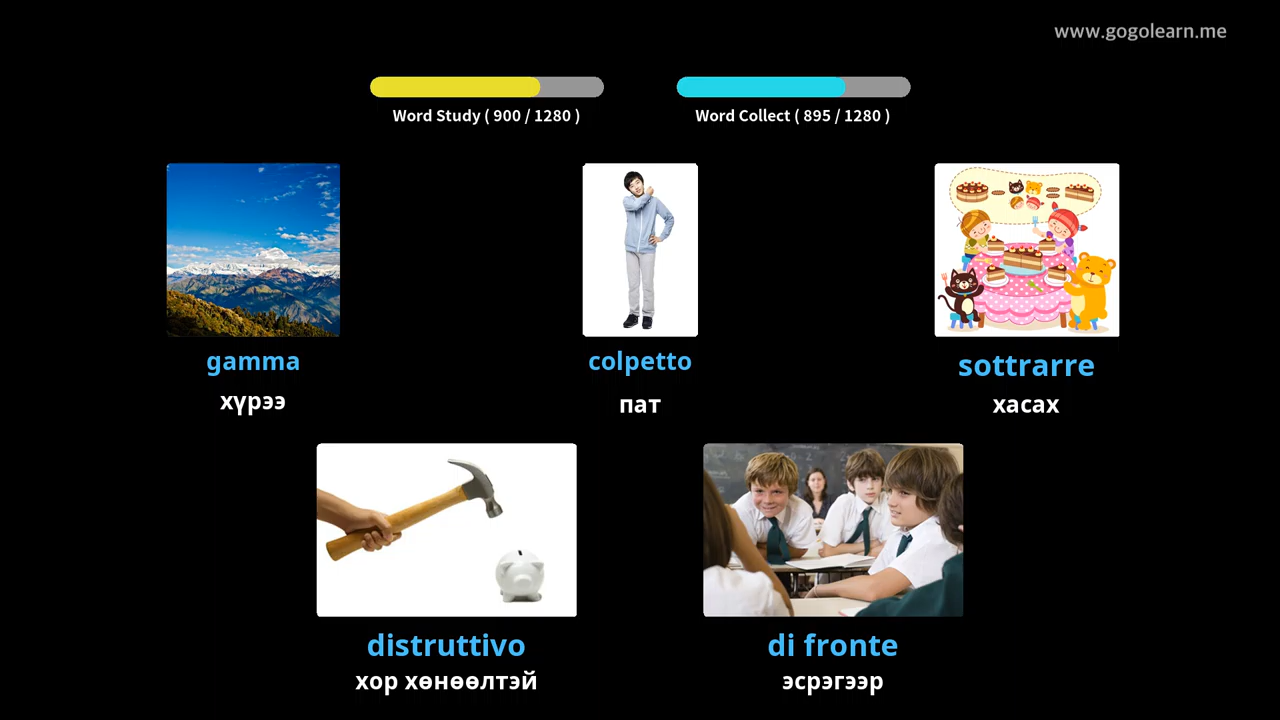 www.gogolearn.me
Word Study ( 900 / 1280 )
Word Collect ( 895 / 1280 )
gamma
хүрээ
colpetto
пат
sottrarre
хасах
distruttivo
хор хөнөөлтэй
di fronte
эсрэгээр